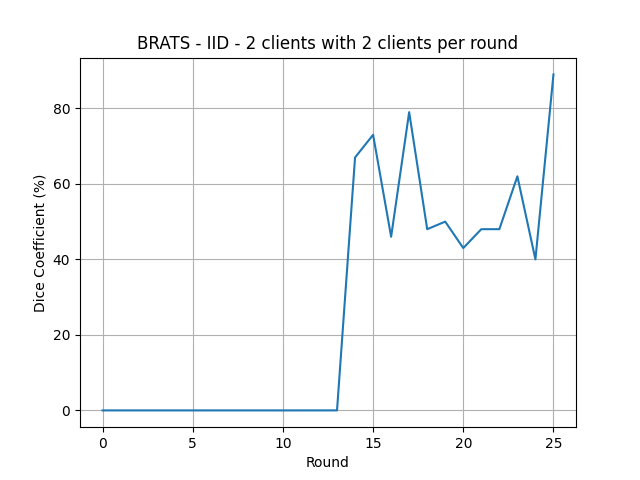 BRATS - IID - 2 clients with 2 clients per round
Dice Coefficient (%)
80
60
40
20
0
0 5 10 15 20 25
Round